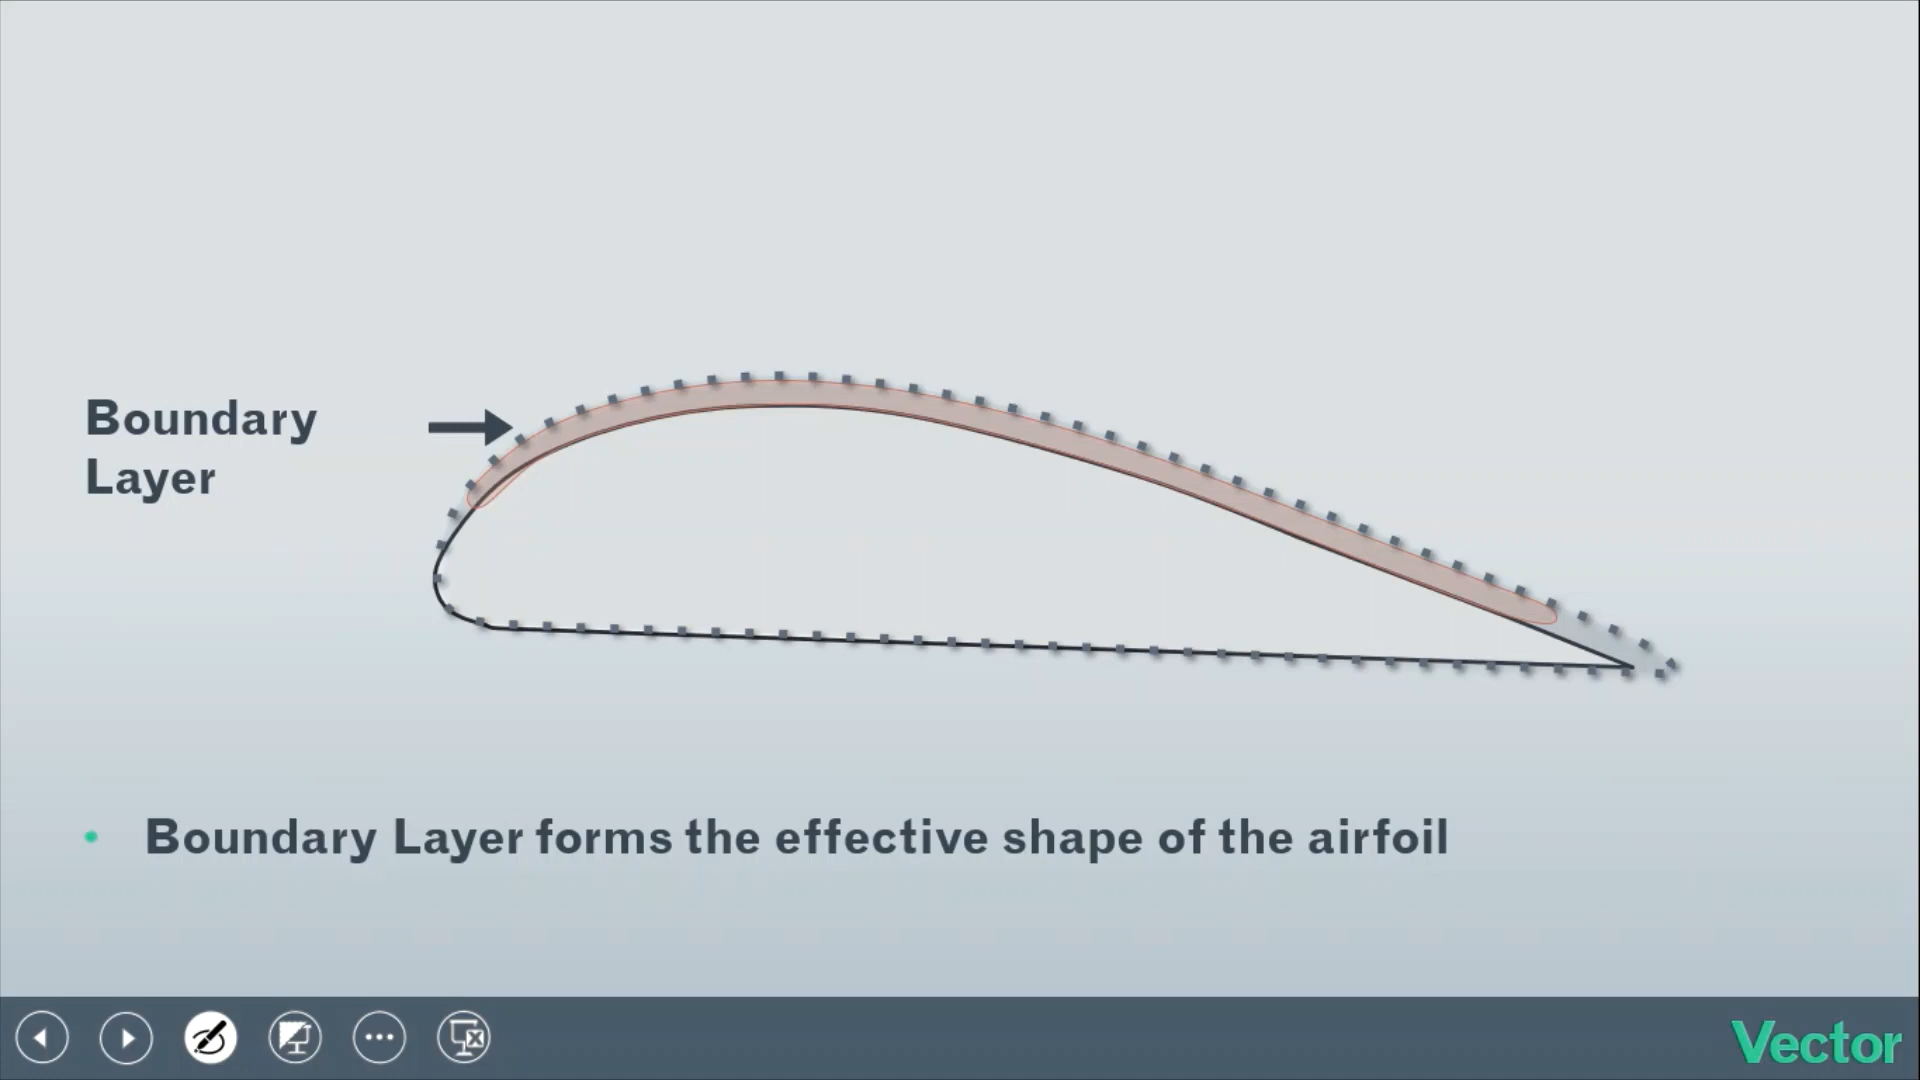 Boundary
Layer
• Boundary Layer forms the effective shape of the airfoil
Vector